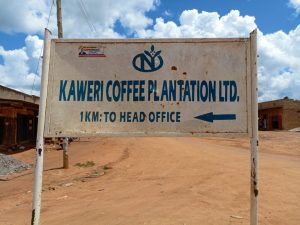 KAWERI COFFEE PLANTATION LTD.
1KM: TO HEAD OFFICE